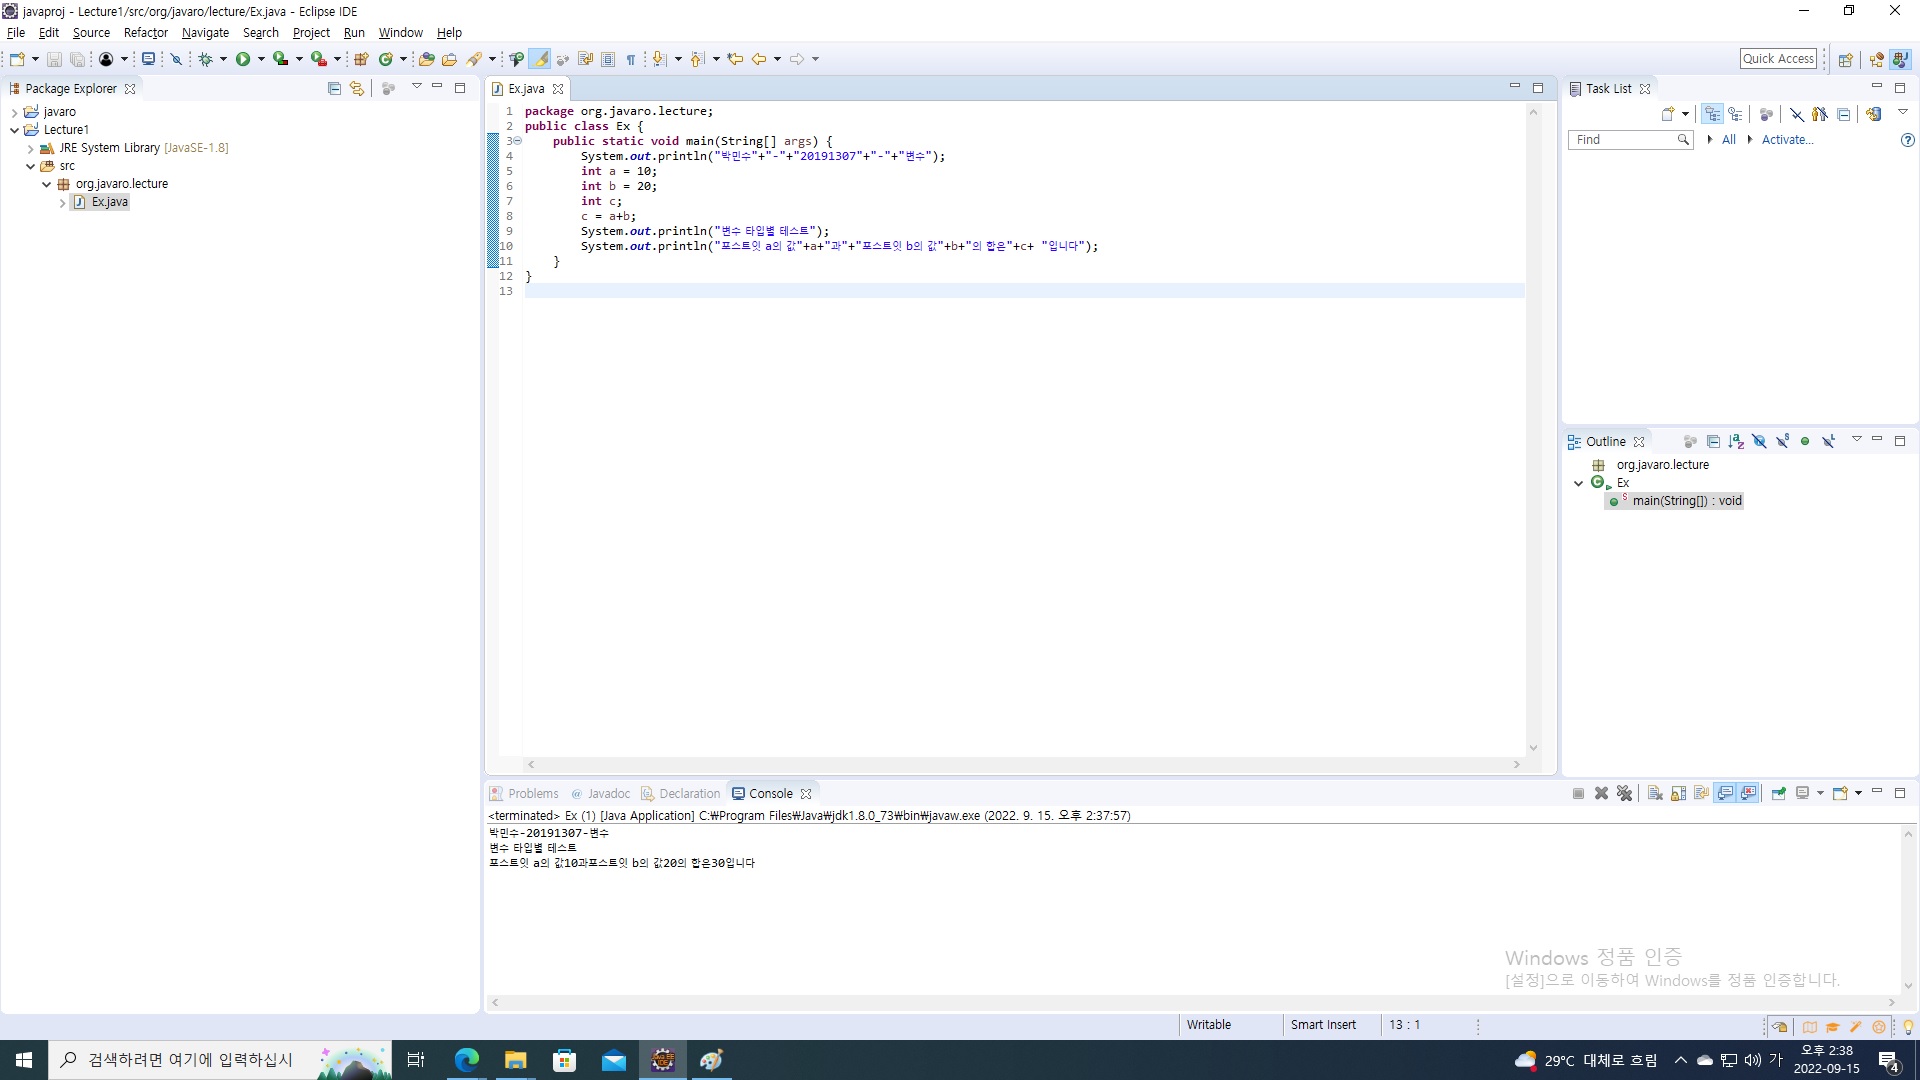 javaproj - Lecture1/src/org/javaro/lecture/Ex.java - Eclipse IDE
File Edit Source Refactor Navigate Search Project Run Window Help
Quick Access
Package Explorer
javaro
Lecture1
JRE System Library [JavaSE-1.8]
src
org.javaro.lecture
Ex.java
Ex.java
1 package org.javaro.lecture;
2 public class Ex {
3 public static void main(String[] args) {
4 System.out.println("박민수"+"-"+"20191307"+"-"+"변수");
5 int a = 10;
6 int b = 20;
7 int c;
8 c = a+b;
9 System.out.println("변수 타입별 테스트");
10 System.out.println("포스트잇 a의 값"+a+"과"+"포스트잇 b의 값"+b+"의 합은"+c+ "입니다");
11 }
12 }
13
Task List
Find All Activate...
Outline
org.javaro.lecture
Ex
main(String[]) : void
Problems Javadoc Declaration Console
<terminated> Ex (1) [Java Application] C:₩Program Files₩Java₩jdk1.8.0_73₩bin₩javaw.exe (2022. 9. 15. 오후 2:37:57)
박민수-20191307-변수
변수 타입별 테스트
포스트잇 a의 값10과포스트잇 b의 값20의 합은30입니다
Windows 정품 인증
[설정]으로 이동하여 Windows를 정품 인증합니다.
Writable Smart Insert 13 : 1
검색하려면 여기에 입력하십시
29°C 대체로 흐림
가
오후 2:38
2022-09-15
4